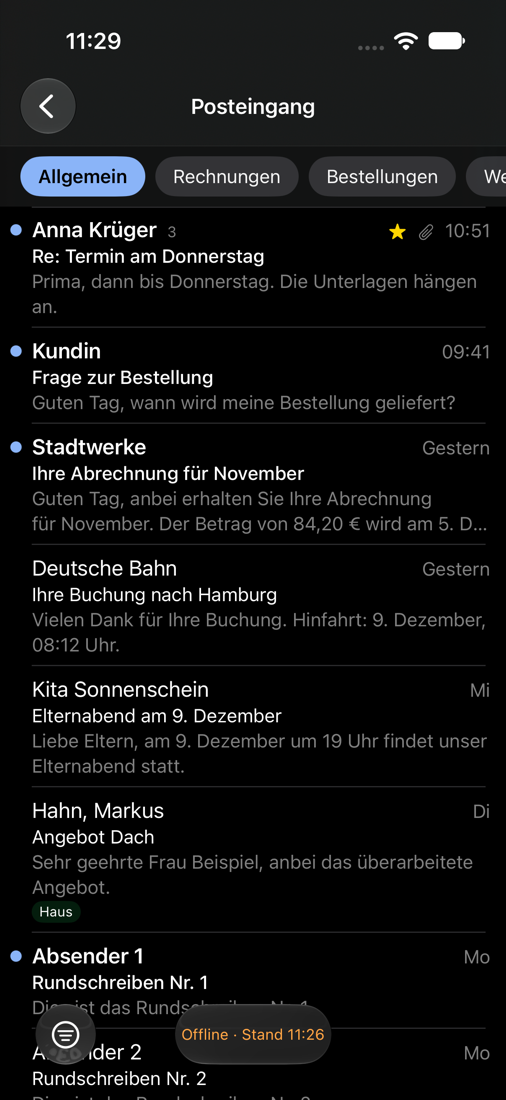 11:29
Posteingang
Allgemein
Rechnungen
Bestellungen
Anna Krüger 3
10:51
Re: Termin am Donnerstag
Prima, dann bis Donnerstag. Die Unterlagen hängen
an.
Kundin
09:41
Frage zur Bestellung
Guten Tag, wann wird meine Bestellung geliefert?
Stadtwerke
Gestern
Ihre Abrechnung für November
Guten Tag, anbei erhalten Sie Ihre Abrechnung
für November. Der Betrag von 84,20 € wird am 5. D...
Deutsche Bahn
Gestern
Ihre Buchung nach Hamburg
Vielen Dank für Ihre Buchung. Hinfahrt: 9. Dezember,
08:12 Uhr.
Kita Sonnenschein
Mi
Elternabend am 9. Dezember
Liebe Eltern, am 9. Dezember um 19 Uhr findet unser
Elternabend statt.
Hahn, Markus
Di
Angebot Dach
Sehr geehrte Frau Beispiel, anbei das überarbeitete
Angebot.
Haus
Absender 1
Mo
Rundschreiben Nr. 1
ist das
Offline · Stand 11:26
2
Mo
Rundschreiben Nr. 2